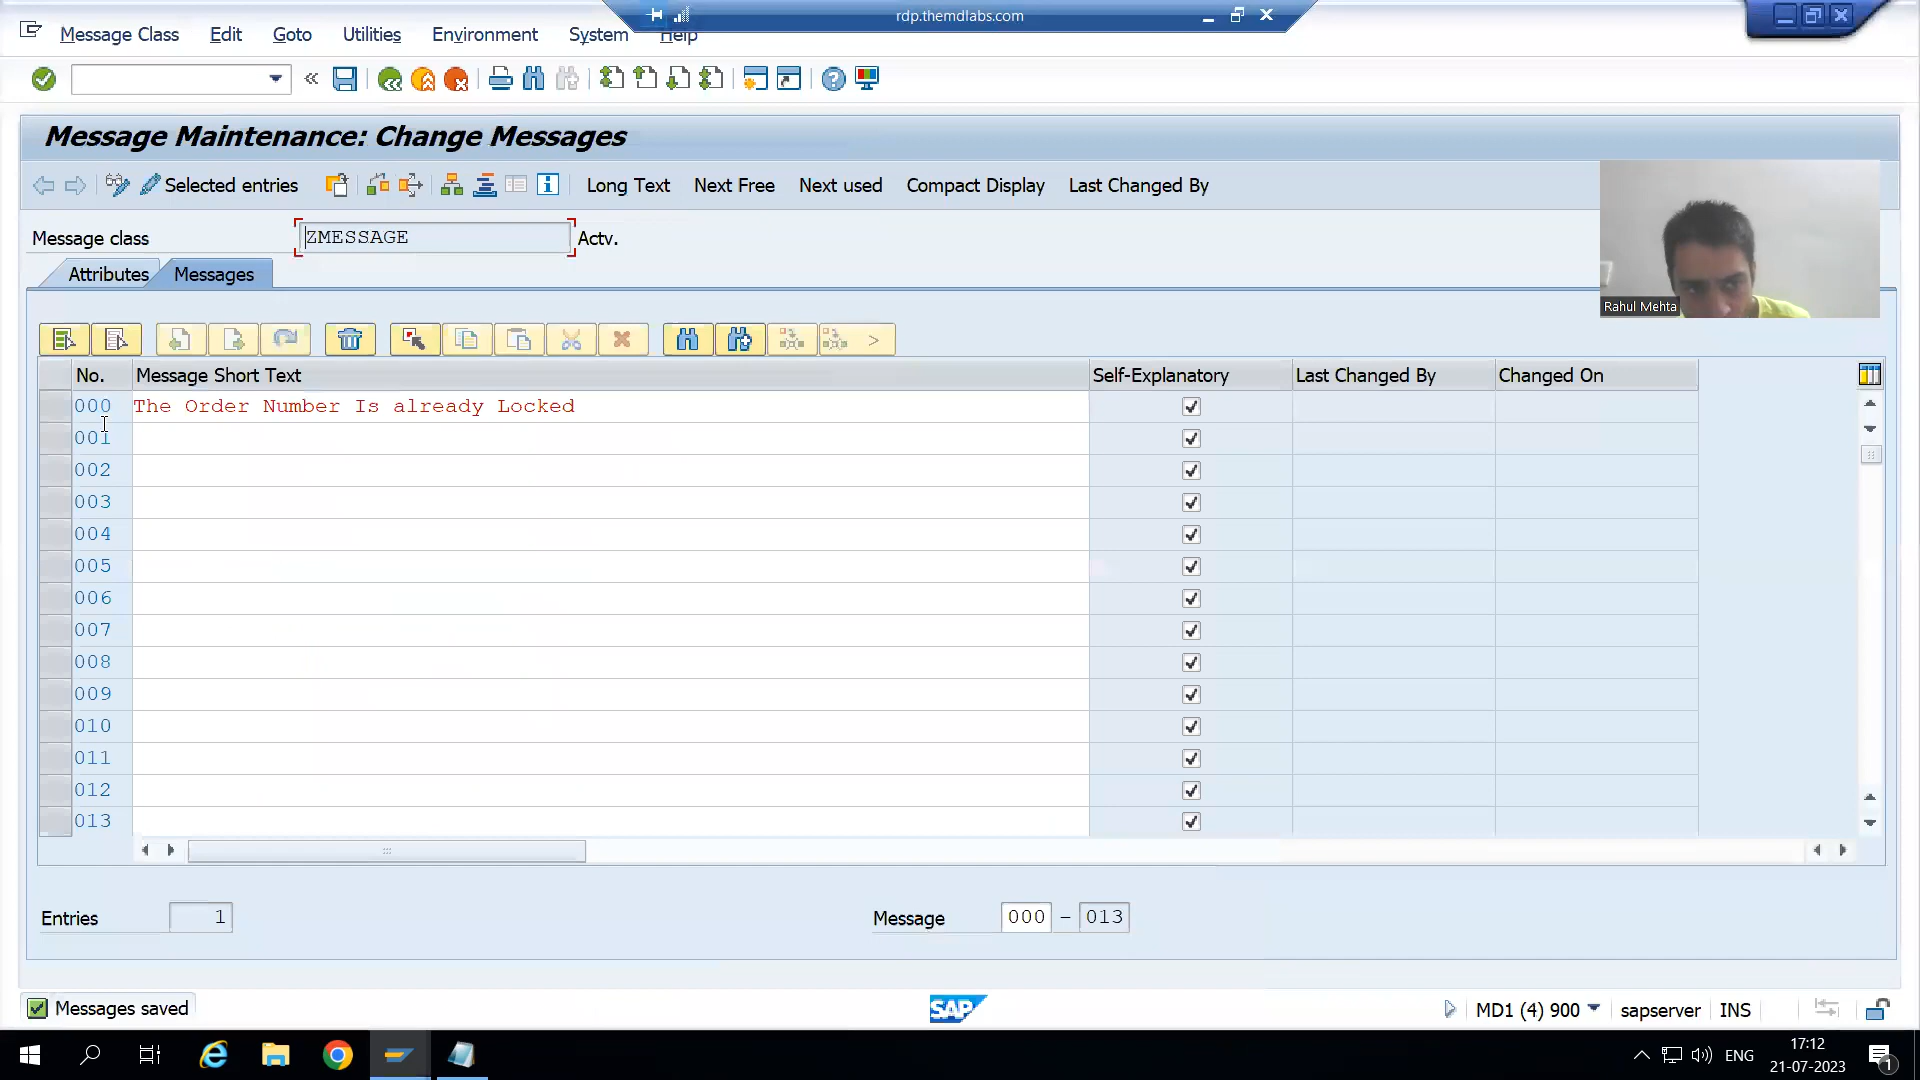 rdp.themdlabs.com
Message Class Edit Goto Utilities Environment System Help
Message Maintenance: Change Messages
Selected entries Long Text Next Free Next used Compact Display Last Changed By
Message class ZMESSAGE Actv.
Rahul Mehta
Attributes Messages
No. Message Short Text Self-Explanatory Last Changed By Changed On
000 The Order Number Is already Locked
001
002
003
004
005
006
007
008
009
010
011
012
013
Entries 1 Message 000 - 013
Messages saved SAP MD1 (4) 900 sapserver INS
ENG 17:12
21-07-2023
1